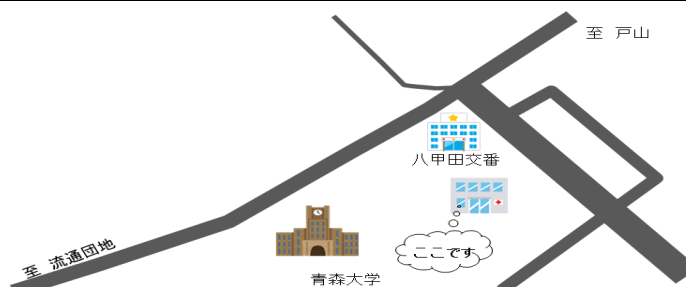 至　戸山
八甲田交番
ここです
至　流通団地
青森大学